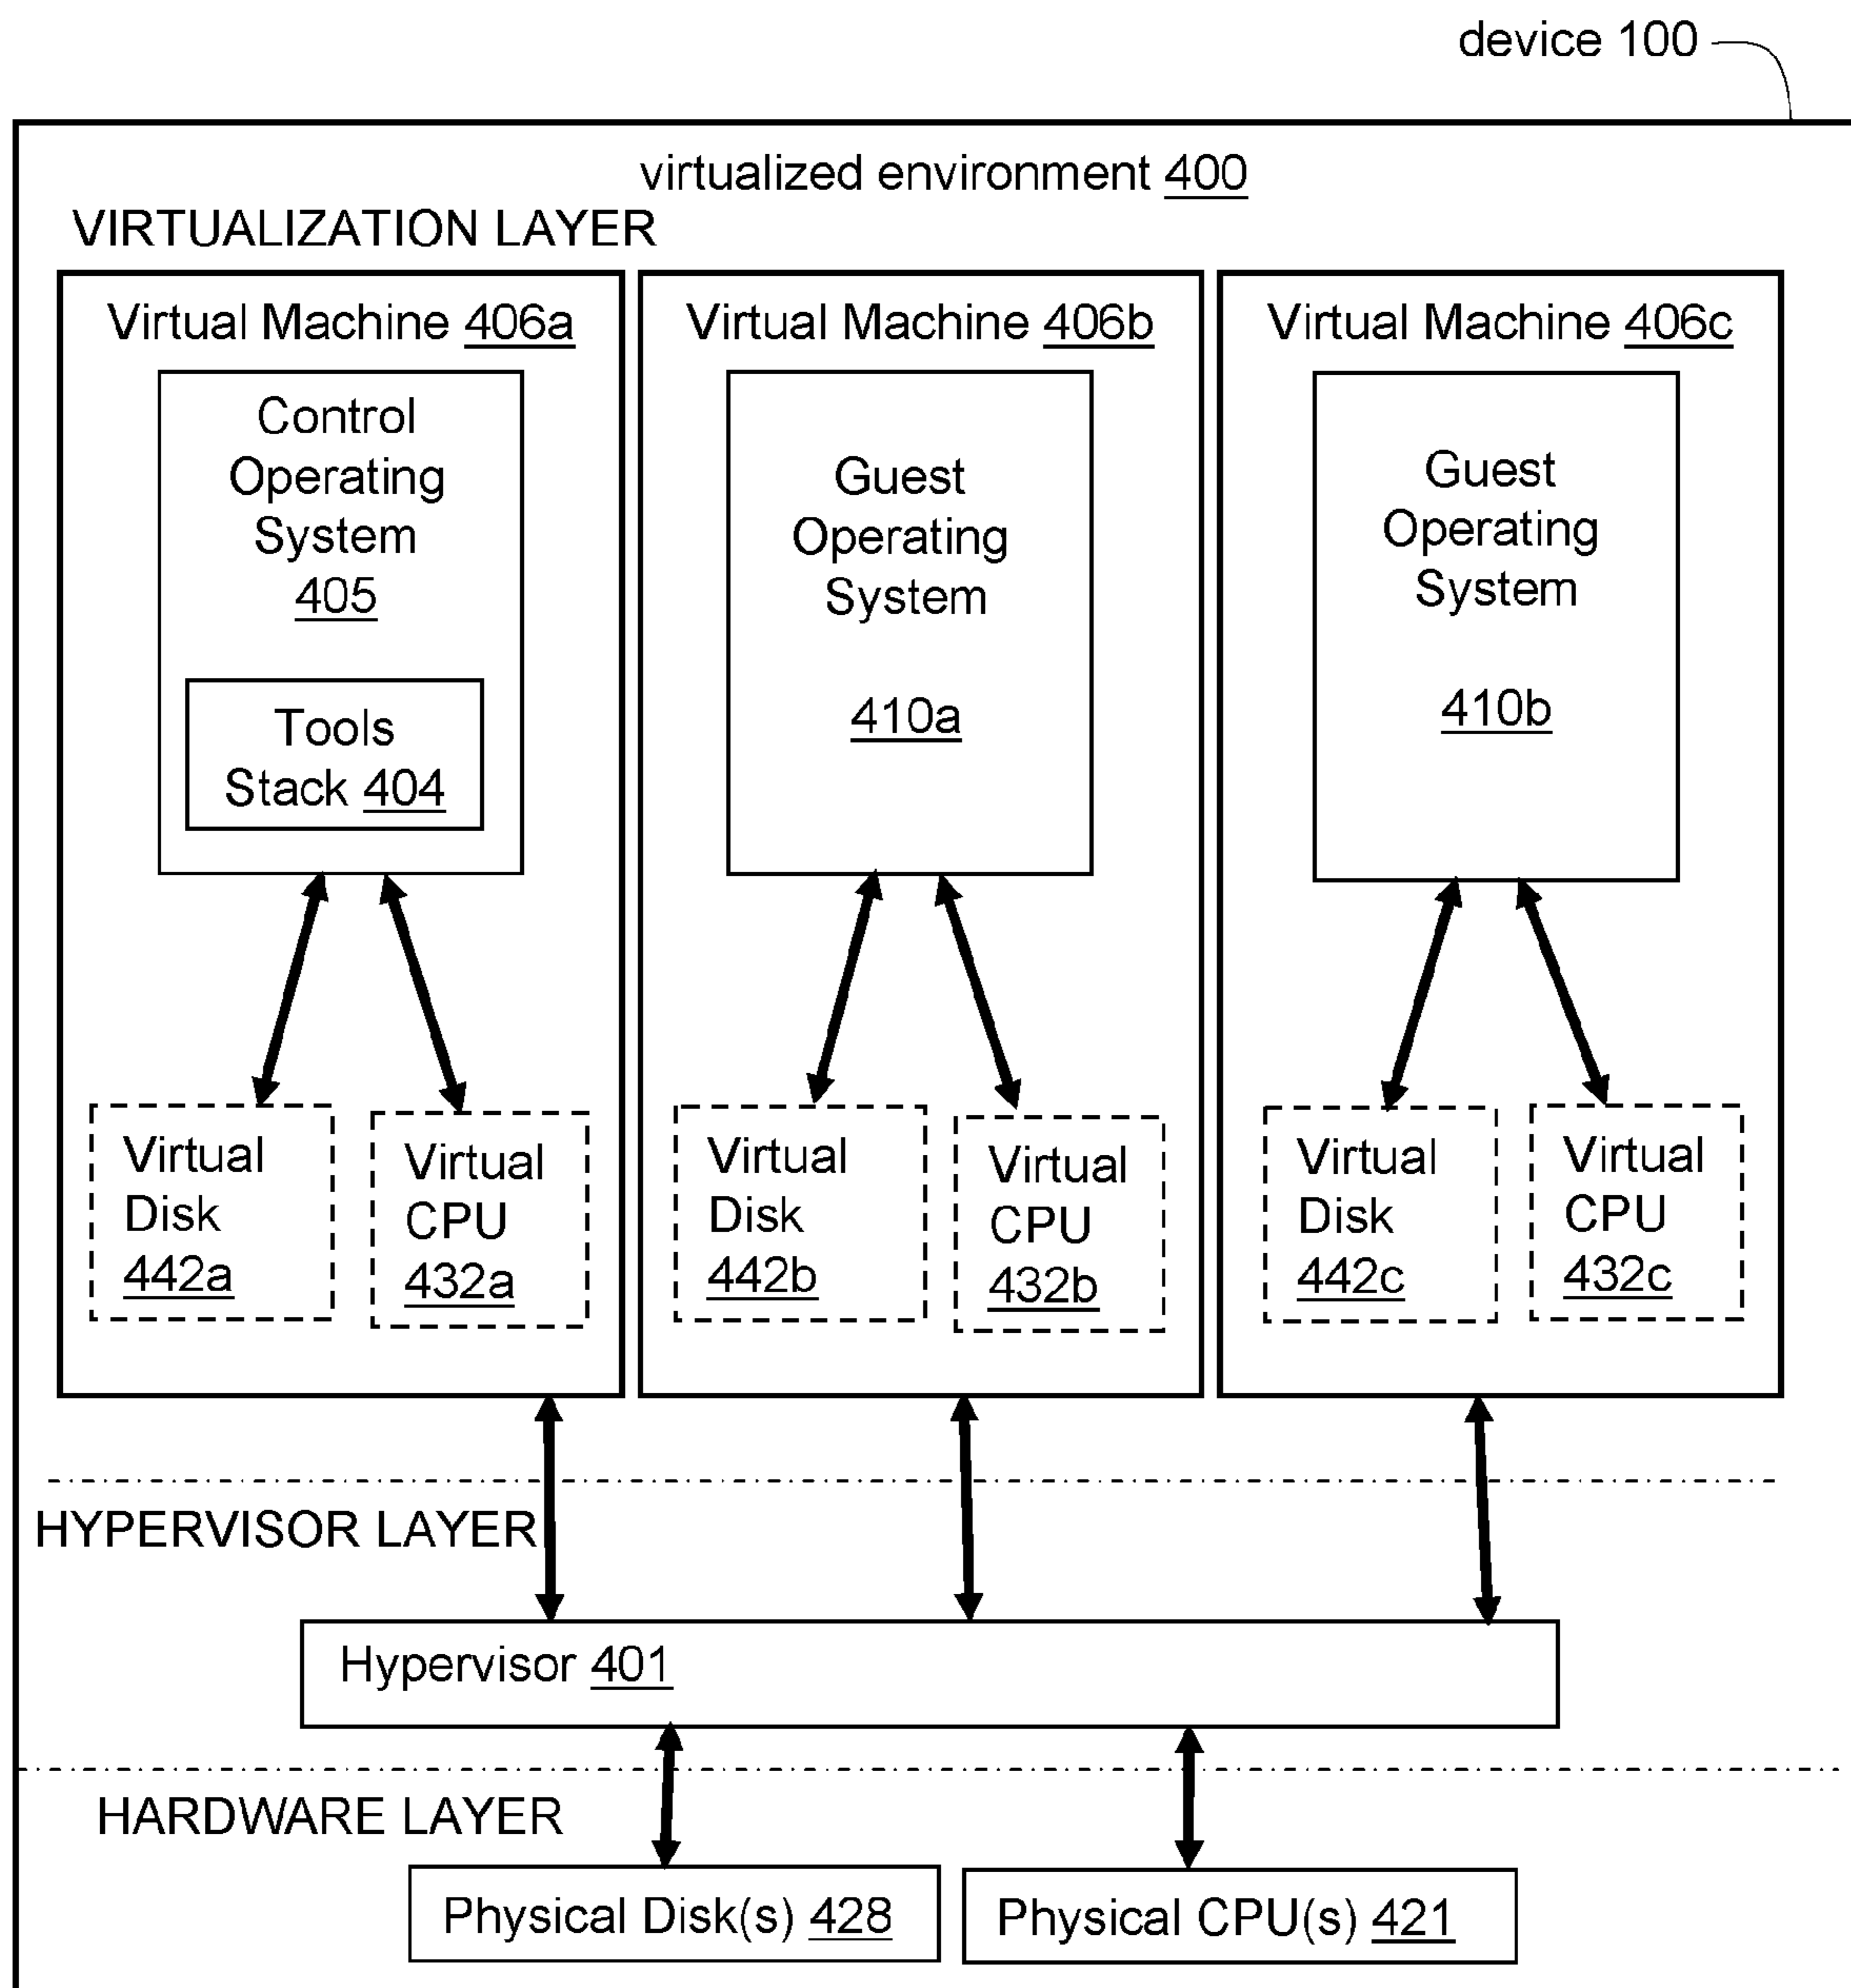 device 100
virtualized environment 400
VIRTUALIZATION LAYER
Virtual Machine 406a
Control
Operating
System
405
Tools
Stack 404
Virtual
Disk
442a
Virtual
CPU
432a
Virtual Machine 406b
Guest
Operating
System
410a
Virtual
Disk
442b
Virtual
CPU
432b
Virtual Machine 406c
Guest
Operating
System
410b
Virtual
Disk
442c
Virtual
CPU
432c
HYPERVISOR LAYER
Hypervisor 401
HARDWARE LAYER
Physical Disk(s) 428
Physical CPU(s) 421